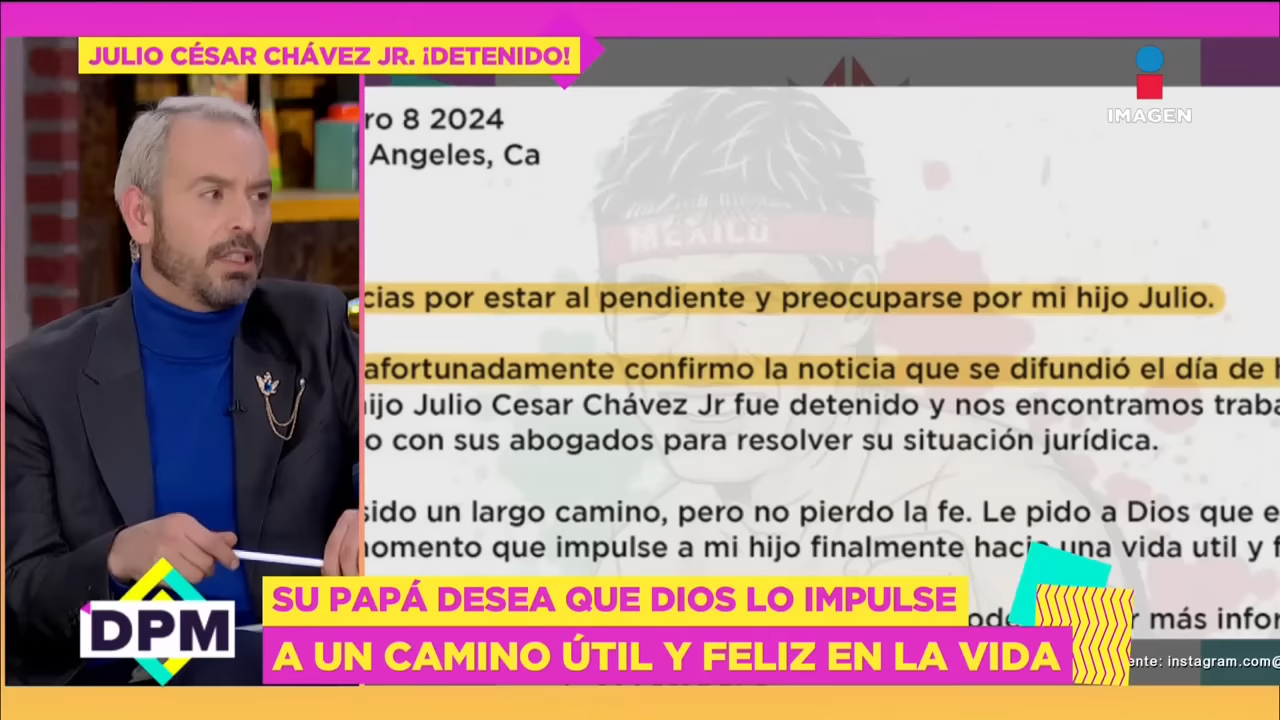 JULIO CÉSAR CHÁVEZ JR. ¡DETENIDO!
IMAGEN
ro 8 2024
Angeles, Ca
MÉXICO
cias por estar al pendiente y preocuparse por mi hijo Julio.
afortunadamente confirmo la noticia que se difundió el día de h
ijo Julio Cesar Chávez Jr fue detenido y nos encontramos traba
o con sus abogados para resolver su situación jurídica.
sido un largo camino, pero no pierdo la fe. Le pido a Dios que e
omento que impulse a mi hijo finalmente hacia una vida util y f
r más infor
DPM
SU PAPÁ DESEA QUE DIOS LO IMPULSE
A UN CAMINO ÚTIL Y FELIZ EN LA VIDA
ente: instagram.com@